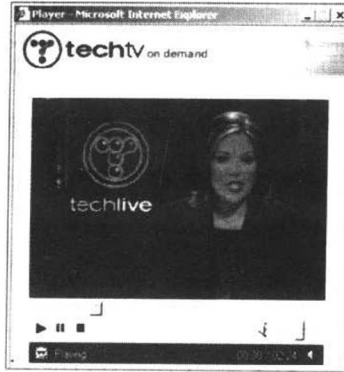 Player - Microsoft Internet Explorer
techtv on demand
techlive
Playing